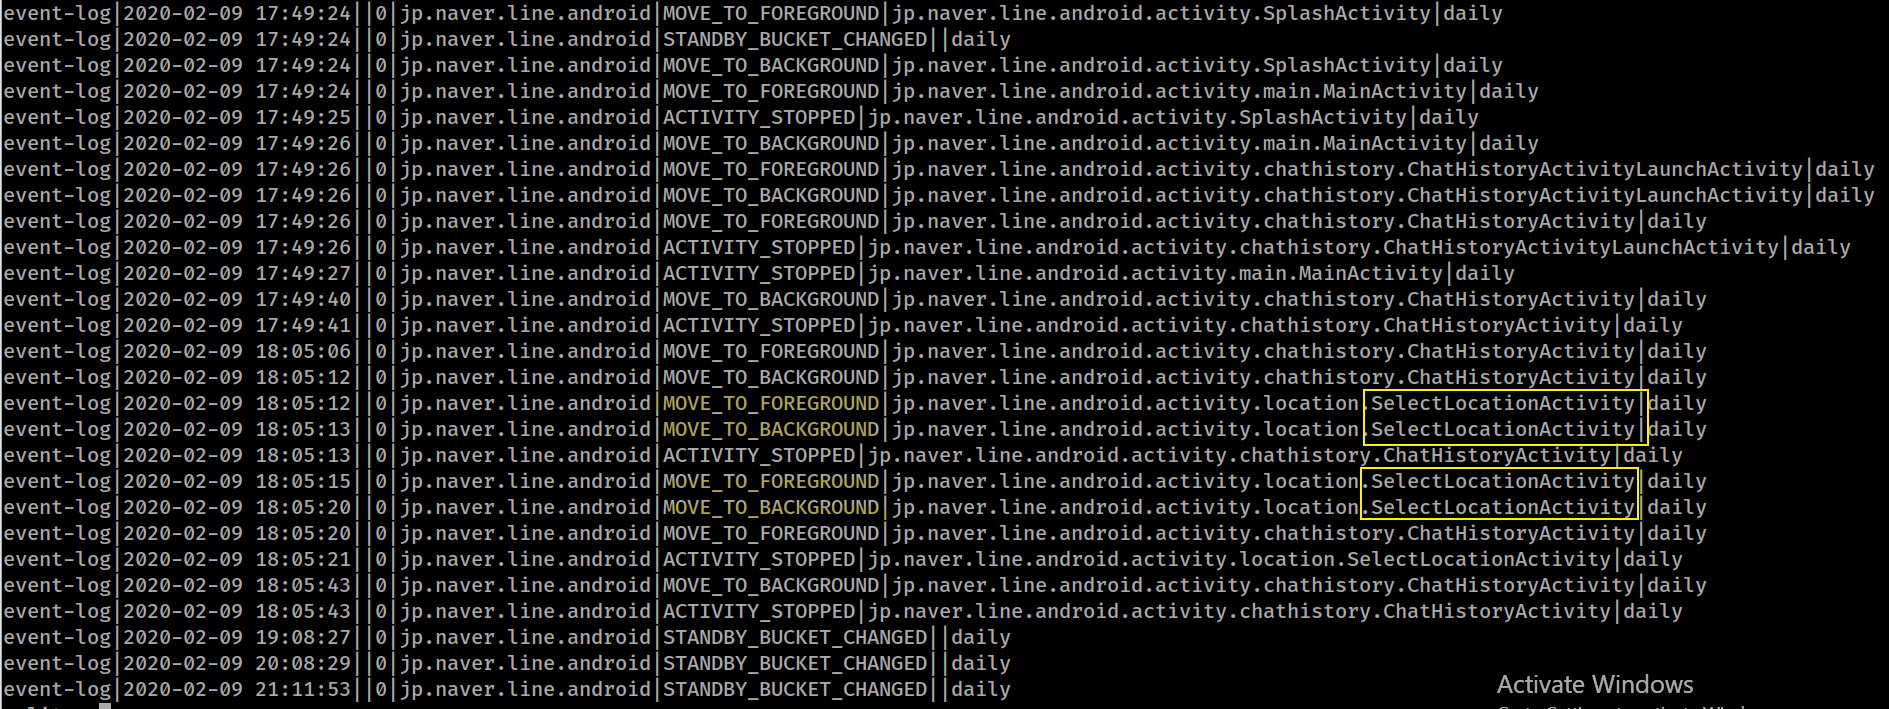 event-log|2020-02-09 17:49:24||0|jp.naver.line.android|MOVE_TO_FOREGROUND|jp.naver.line.android.activity.SplashActivity|daily
event-log|2020-02-09 17:49:24||0|jp.naver.line.android|STANDBY_BUCKET_CHANGED||daily
event-log|2020-02-09 17:49:24||0|jp.naver.line.android|MOVE_TO_BACKGROUND|jp.naver.line.android.activity.SplashActivity|daily
event-log|2020-02-09 17:49:24||0|jp.naver.line.android|MOVE_TO_FOREGROUND|jp.naver.line.android.activity.main.MainActivity|daily
event-log|2020-02-09 17:49:25||0|jp.naver.line.android|ACTIVITY_STOPPED|jp.naver.line.android.activity.SplashActivity|daily
event-log|2020-02-09 17:49:26||0|jp.naver.line.android|MOVE_TO_BACKGROUND|jp.naver.line.android.activity.main.MainActivity|daily
event-log|2020-02-09 17:49:26||0|jp.naver.line.android|MOVE_TO_FOREGROUND|jp.naver.line.android.activity.chathistory.ChatHistoryActivityLaunchActivity|daily
event-log|2020-02-09 17:49:26||0|jp.naver.line.android|MOVE_TO_BACKGROUND|jp.naver.line.android.activity.chathistory.ChatHistoryActivityLaunchActivity|daily
event-log|2020-02-09 17:49:26||0|jp.naver.line.android|MOVE_TO_FOREGROUND|jp.naver.line.android.activity.chathistory.ChatHistoryActivity|daily
event-log|2020-02-09 17:49:26||0|jp.naver.line.android|ACTIVITY_STOPPED|jp.naver.line.android.activity.chathistory.ChatHistoryActivityLaunchActivity|daily
event-log|2020-02-09 17:49:27||0|jp.naver.line.android|ACTIVITY_STOPPED|jp.naver.line.android.activity.main.MainActivity|daily
event-log|2020-02-09 17:49:40||0|jp.naver.line.android|MOVE_TO_BACKGROUND|jp.naver.line.android.activity.chathistory.ChatHistoryActivity|daily
event-log|2020-02-09 17:49:41||0|jp.naver.line.android|ACTIVITY_STOPPED|jp.naver.line.android.activity.chathistory.ChatHistoryActivity|daily
event-log|2020-02-09 18:05:06||0|jp.naver.line.android|MOVE_TO_FOREGROUND|jp.naver.line.android.activity.chathistory.ChatHistoryActivity|daily
event-log|2020-02-09 18:05:12||0|jp.naver.line.android|MOVE_TO_BACKGROUND|jp.naver.line.android.activity.chathistory.ChatHistoryActivity|daily
event-log|2020-02-09 18:05:12||0|jp.naver.line.android|MOVE_TO_FOREGROUND|jp.naver.line.android.activity.location.SelectLocationActivity|daily
event-log|2020-02-09 18:05:13||0|jp.naver.line.android|MOVE_TO_BACKGROUND|jp.naver.line.android.activity.location.SelectLocationActivity|daily
event-log|2020-02-09 18:05:13||0|jp.naver.line.android|ACTIVITY_STOPPED|jp.naver.line.android.activity.chathistory.ChatHistoryActivity|daily
event-log|2020-02-09 18:05:15||0|jp.naver.line.android|MOVE_TO_FOREGROUND|jp.naver.line.android.activity.location.SelectLocationActivity|daily
event-log|2020-02-09 18:05:20||0|jp.naver.line.android|MOVE_TO_BACKGROUND|jp.naver.line.android.activity.location.SelectLocationActivity|daily
event-log|2020-02-09 18:05:20||0|jp.naver.line.android|MOVE_TO_FOREGROUND|jp.naver.line.android.activity.chathistory.ChatHistoryActivity|daily
event-log|2020-02-09 18:05:21||0|jp.naver.line.android|ACTIVITY_STOPPED|jp.naver.line.android.activity.location.SelectLocationActivity|daily
event-log|2020-02-09 18:05:43||0|jp.naver.line.android|MOVE_TO_BACKGROUND|jp.naver.line.android.activity.chathistory.ChatHistoryActivity|daily
event-log|2020-02-09 18:05:43||0|jp.naver.line.android|ACTIVITY_STOPPED|jp.naver.line.android.activity.chathistory.ChatHistoryActivity|daily
event-log|2020-02-09 19:08:27||0|jp.naver.line.android|STANDBY_BUCKET_CHANGED||daily
event-log|2020-02-09 20:08:29||0|jp.naver.line.android|STANDBY_BUCKET_CHANGED||daily
event-log|2020-02-09 21:11:53||0|jp.naver.line.android|STANDBY_BUCKET_CHANGED||daily
Activate Windows